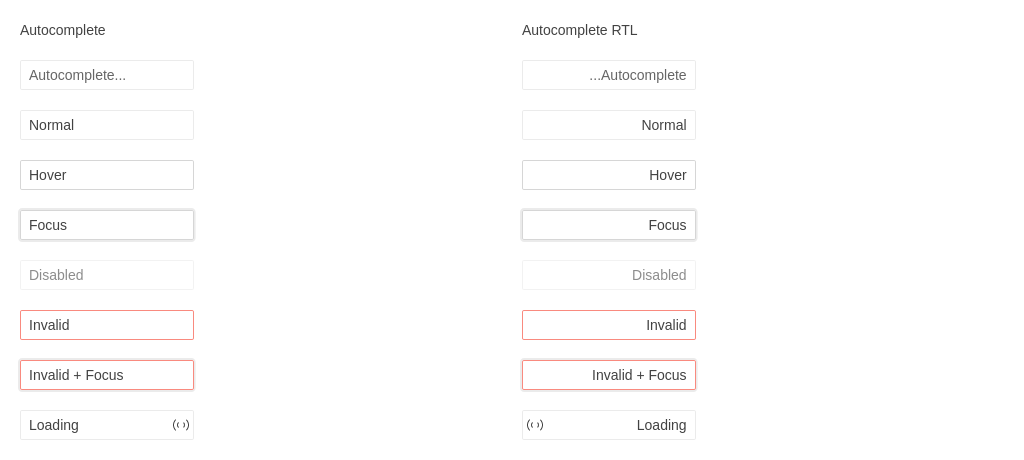 Autocomplete
Autocomplete...
Normal
Hover
Focus
Disabled
Invalid
Invalid + Focus
Loading
Autocomplete RTL
...Autocomplete
Normal
Hover
Focus
Disabled
Invalid
Invalid + Focus
Loading